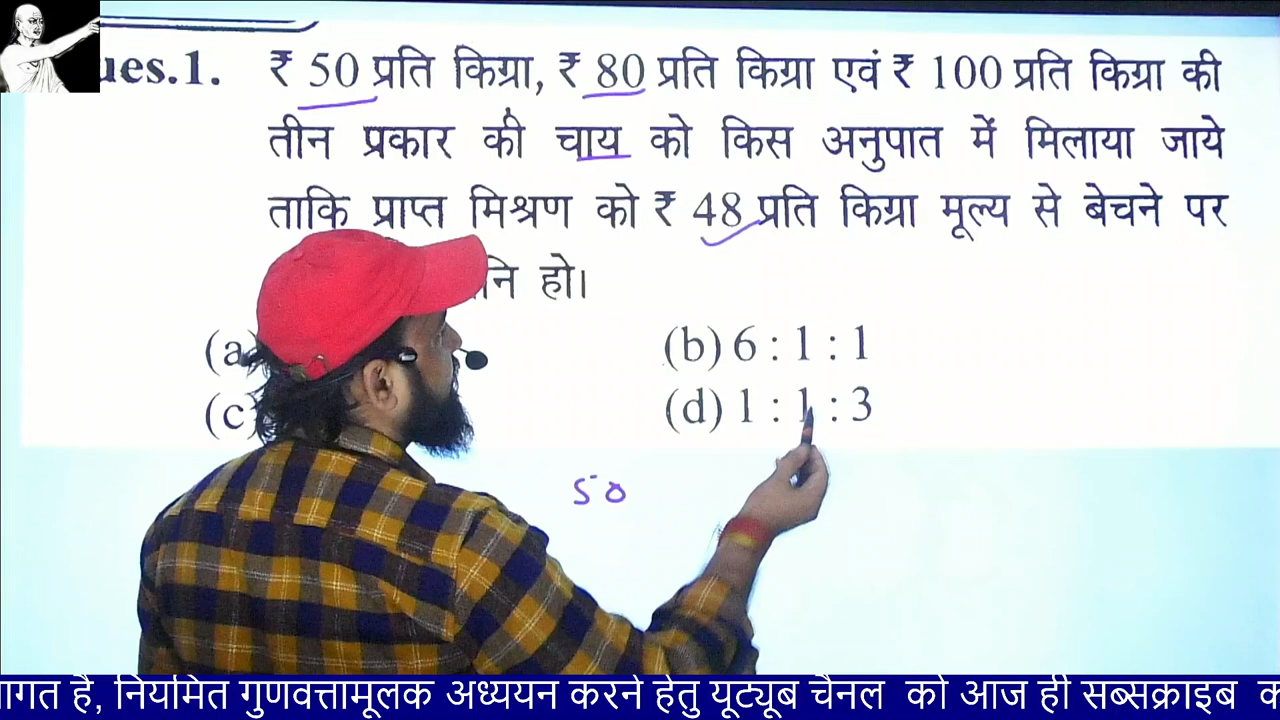 ues.1. ₹ 50 प्रति किग्रा, ₹ 80 प्रति किग्रा एवं ₹ 100 प्रति किग्रा की
तीन प्रकार की चाय को किस अनुपात में मिलाया जाये
ताकि प्राप्त मिश्रण को ₹ 48 प्रति किग्रा मूल्य से बेचने पर
नि हो।
(a) (b) 6 : 1 : 1
(c) (d) 1 : 1 : 3
50
ागत है, नियमित गुणवत्तामूलक अध्ययन करने हेतु यूट्यूब चैनल को आज ही सब्सक्राइब क